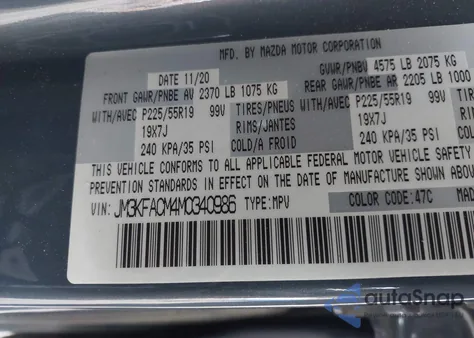 MFD. BY MAZDA MOTOR CORPORATION
DATE 11/20 GVWR/PNBV 4575 LB 2075 KG
FRONT GAWR/PNBE AV 2370 LB 1075 KG REAR GAWR/PNBE AR 2205 LB 1000
WITH/AVEC P225/55R19 99V TIRES/PNEUS WITH/AVEC P225/55R19 99V
19X7J RIMS/JANTES 19X7J
240 KPA/35 PSI COLD/A FROID 240 KPA/35 PSI
THIS VEHICLE CONFORMS TO ALL APPLICABLE FEDERAL MOTOR VEHICLE SAFETY
PREVENTION STANDARDS IN EFFECT ON THE DATE OF MANUFACTURE SHOWN ABOV
VIN: JM3KFACM4M0340986 TYPE: MPV COLOR CODE: 47C
autoSnap